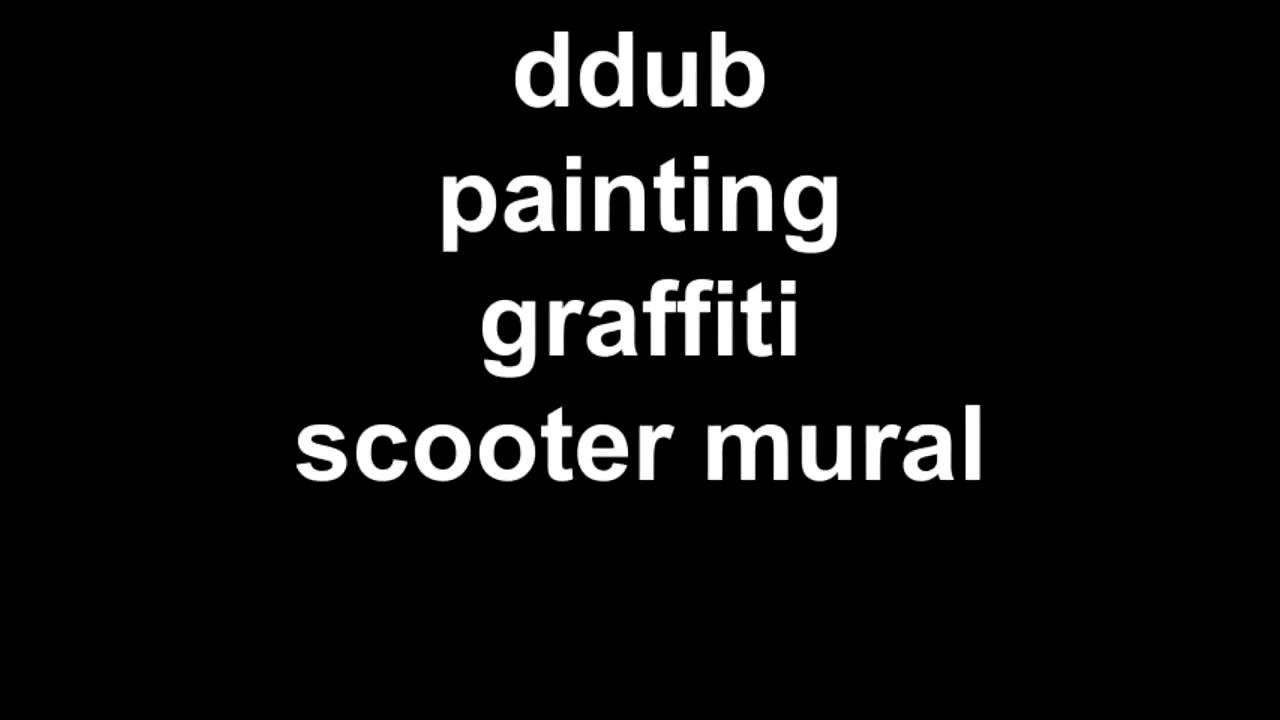 ddub
painting
graffiti
scooter mural